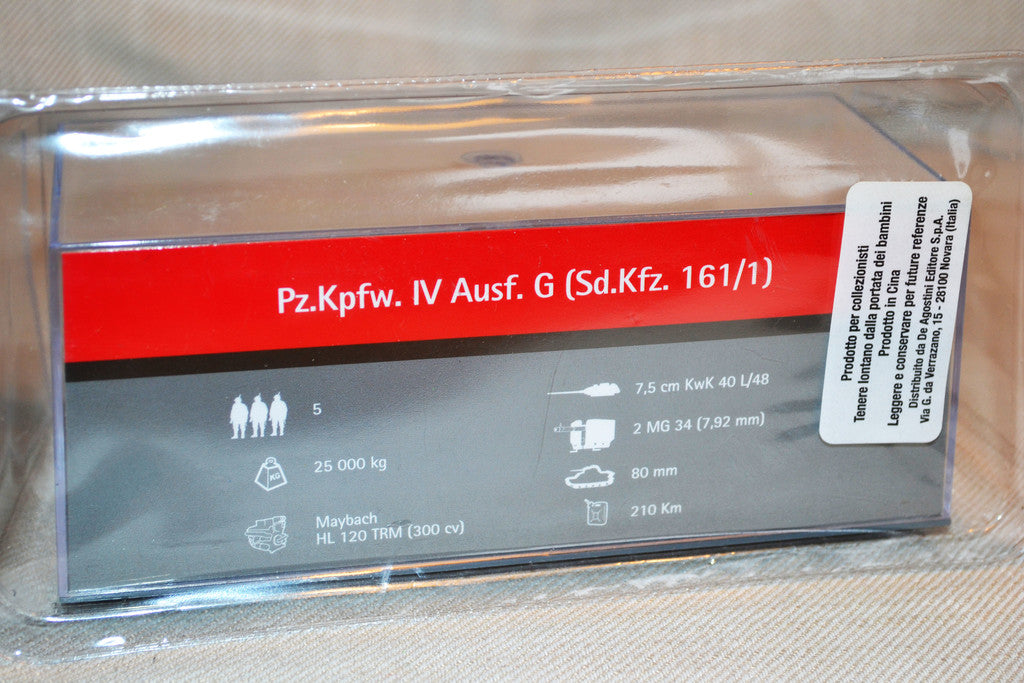 Pz.Kpfw. IV Ausf. G (Sd.Kfz. 161/1)
5
25 000 kg
KG
Maybach
HL 120 TRM (300 cv)
7,5 cm KwK 40 L/48
2 MG 34 (7,92 mm)
80 mm
210 Km
Prodotto per collezionisti
Tenere lontano dalla portata dei bambini
Prodotto in Cina
Leggere e conservare per future referenze
Distribuito da De Agostini Editore S.p.A.
Via G. da Verrazano, 15 - 28100 Novara (Italia)